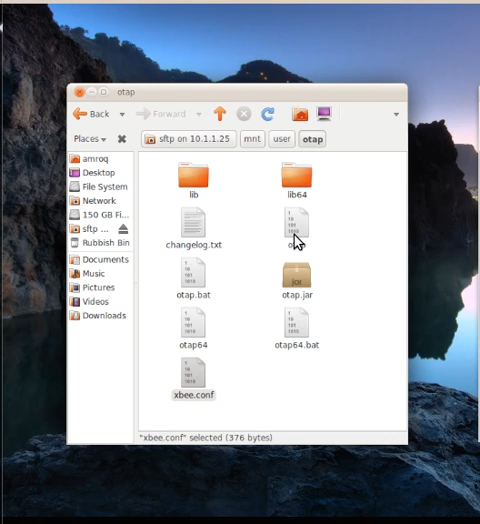 otap
Back
Forward
Places
sftp on 10.1.1.25
mnt
user
otap
amroq
Desktop
File System
Network
150 GB Fi...
sftp ...
Rubbish Bin
Documents
Music
Pictures
Videos
Downloads
lib
lib64
changelog.txt
otap.bat
jar
otap.jar
otap64
otap64.bat
xbee.conf
"xbee.conf" selected (376 bytes)